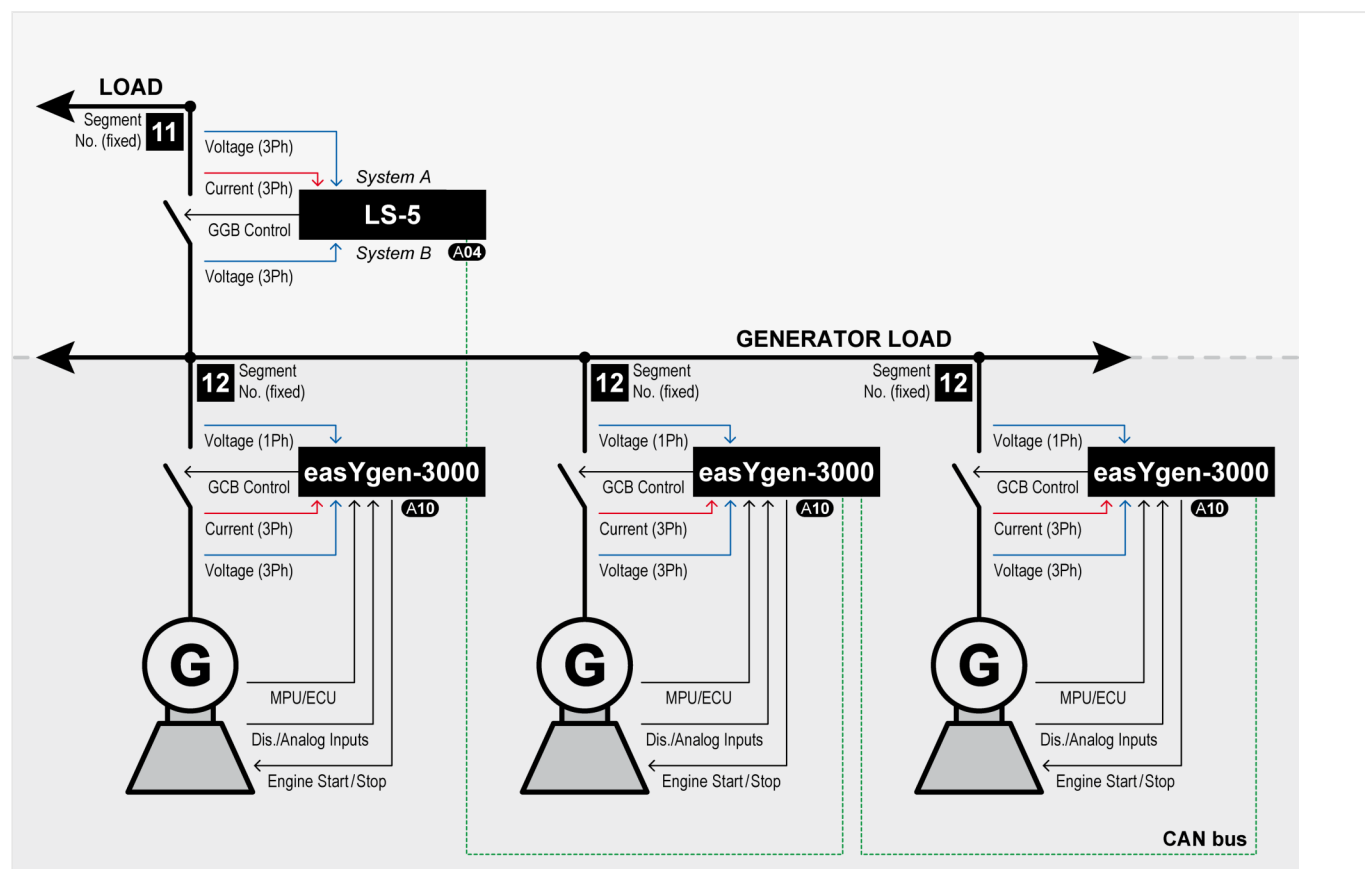 LOAD
Segment
No. (fixed)
11
Voltage (3Ph)
Current (3Ph)
System A
LS-5
GGB Control
System B
A04
Voltage (3Ph)
GENERATOR LOAD
12
Segment
No. (fixed)
Voltage (1Ph)
easYgen-3000
GCB Control
A10
Current (3Ph)
Voltage (3Ph)
G
MPU/ECU
Dis./Analog Inputs
Engine Start/Stop
12
Segment
No. (fixed)
Voltage (1Ph)
easYgen-3000
GCB Control
A10
Current (3Ph)
Voltage (3Ph)
G
MPU/ECU
Dis./Analog Inputs
Engine Start/Stop
Segment
No. (fixed)
12
Voltage (1Ph)
easYgen-3000
GCB Control
A10
Current (3Ph)
Voltage (3Ph)
G
MPU/ECU
Dis./Analog Inputs
Engine Start/Stop
CAN bus